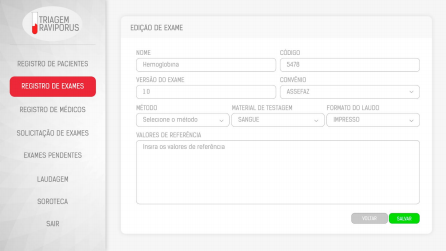 TRIAGEM
RAVIPORUS
REGISTRO DE PACIENTES
REGISTRO DE EXAMES
REGISTRO DE MÉDICOS
SOLICITAÇÃO DE EXAMES
EXAMES PENDENTES
LAUDAGEM
SOROTECA
SAIR
EDIÇÃO DE EXAME
NOME CÓDIGO
Hemoglobina 5478
VERSÃO DO EXAME CONVÊNIO
1.0 ASSEFAZ
MÉTODO MATERIAL DE TESTAGEM FORMATO DO LAUDO
Selecione o método SANGUE IMPRESSO
VALORES DE REFERÊNCIA
Insira os valores de referência
VOLTAR SALVAR